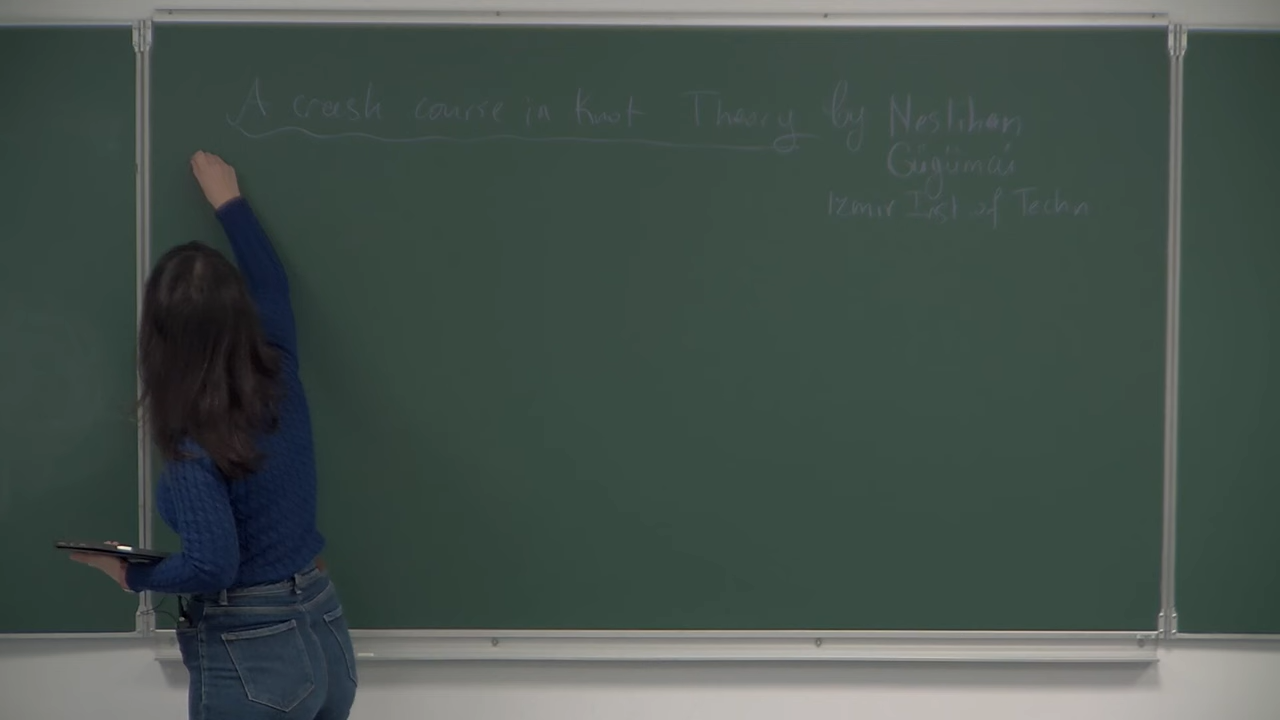 A crash course in Knot Theory by Neslihan
Gügümcü
Izmir Inst of Techn